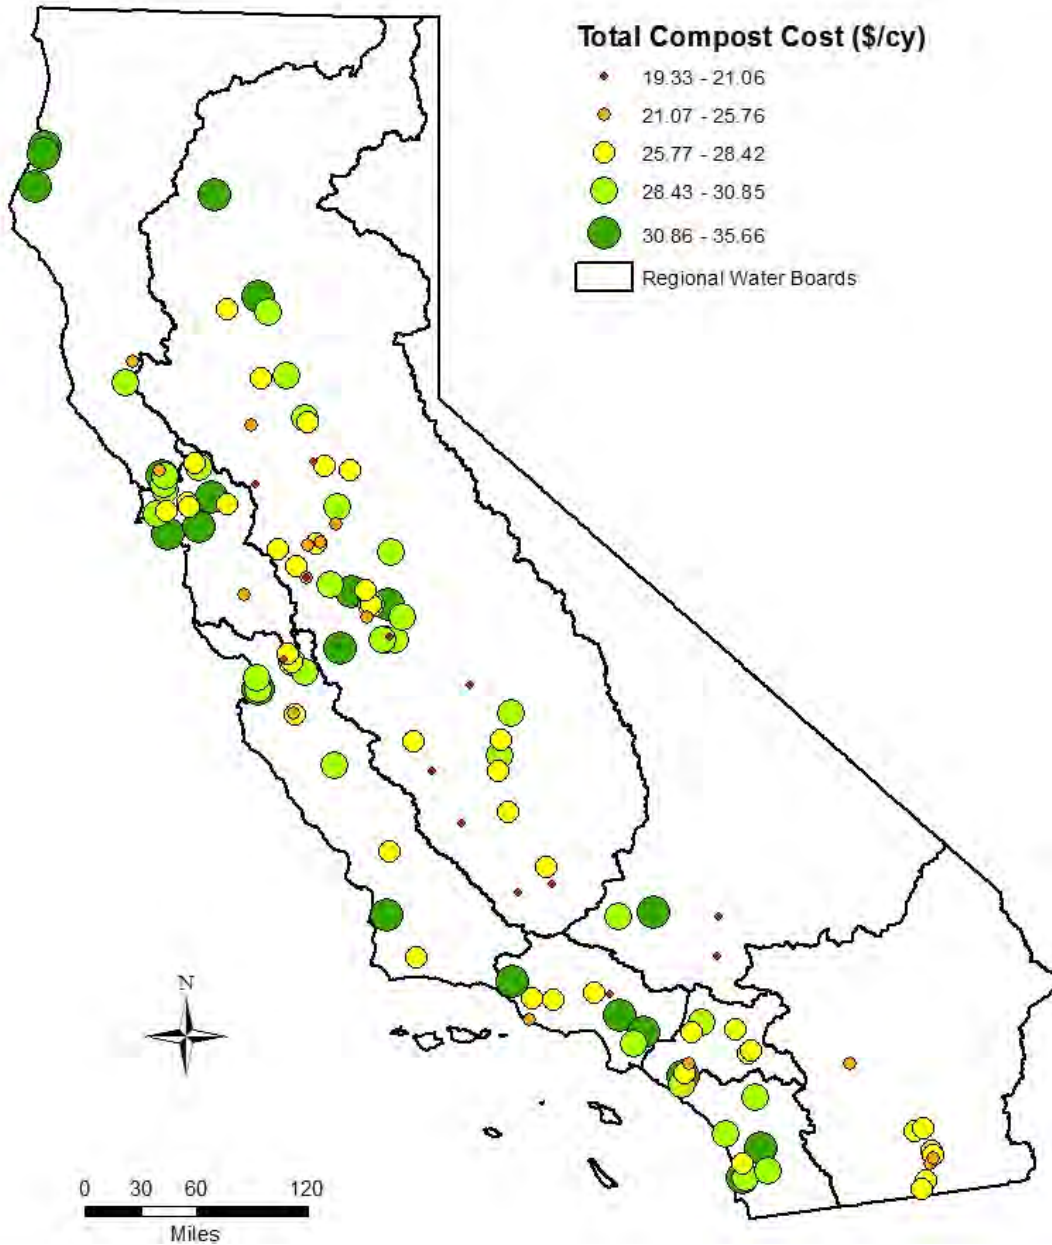 Total Compost Cost ($/cy)
19.33 - 21.06
21.07 - 25.76
25.77 - 28.42
28.43 - 30.85
30.86 - 35.66
Regional Water Boards
N
0 30 60 120
Miles